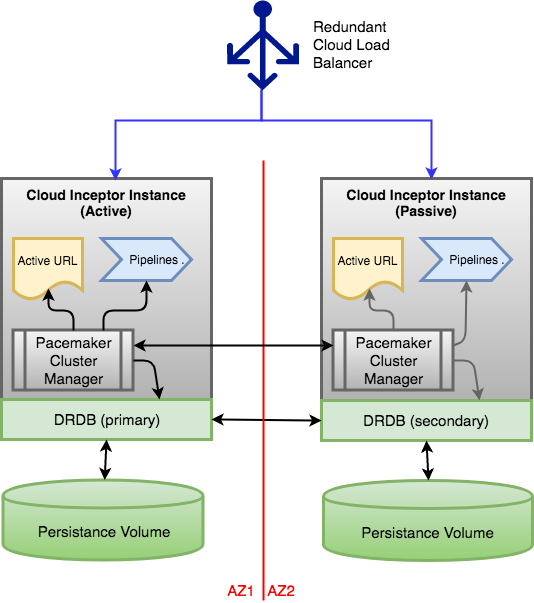 Redundant
Cloud Load
Balancer
Cloud Inceptor Instance
(Active)
Active URL
Pipelines .
Pacemaker
Cluster
Manager
DRDB (primary)
Persistance Volume
Cloud Inceptor Instance
(Passive)
Active URL
Pipelines .
Pacemaker
Cluster
Manager
DRDB (secondary)
Persistance Volume
AZ1
AZ2